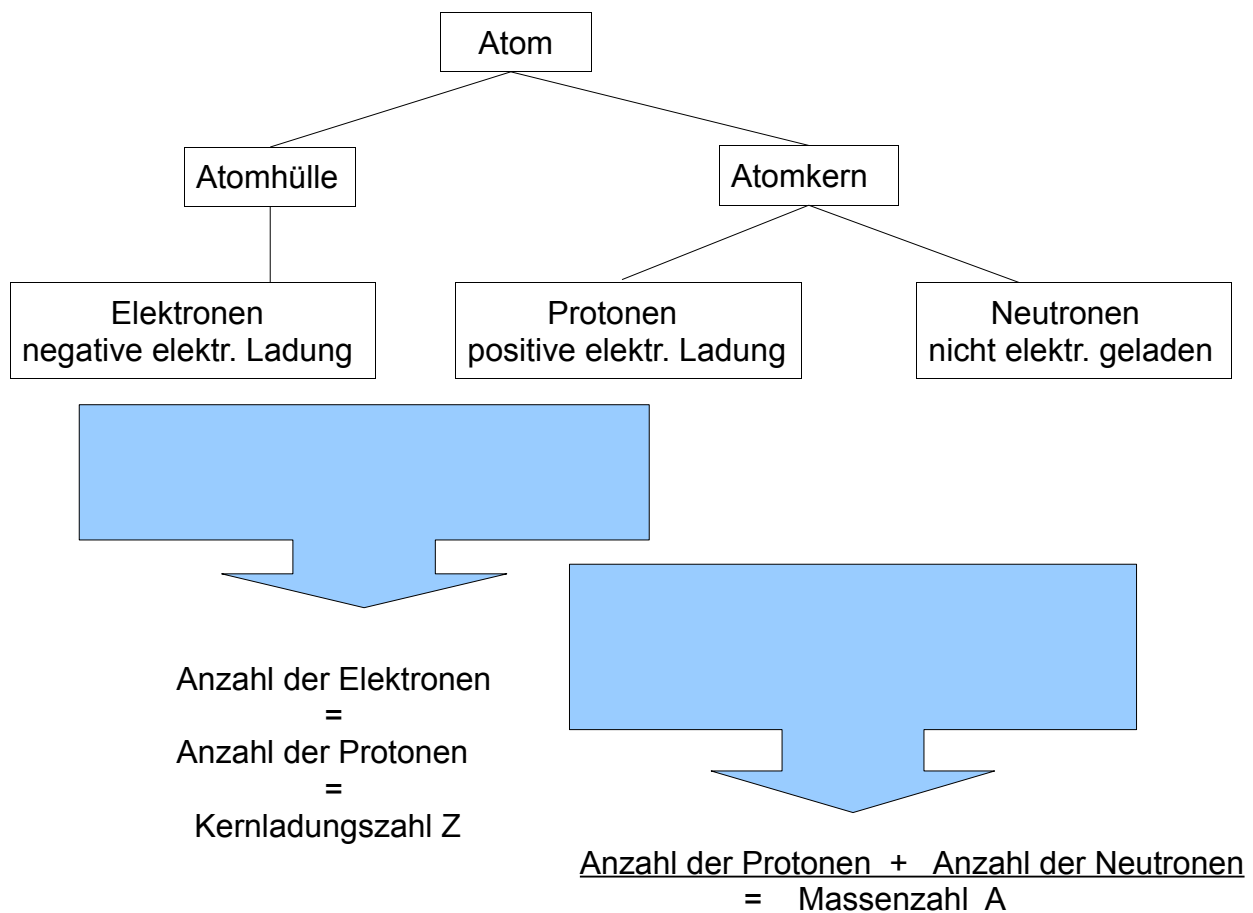 Atom
Atomhülle
Atomkern
Elektronen
negative elektr. Ladung
Protonen
positive elektr. Ladung
Neutronen
nicht elektr. geladen
Anzahl der Elektronen
=
Anzahl der Protonen
=
Kernladungszahl Z
Anzahl der Protonen + Anzahl der Neutronen
= Massenzahl A